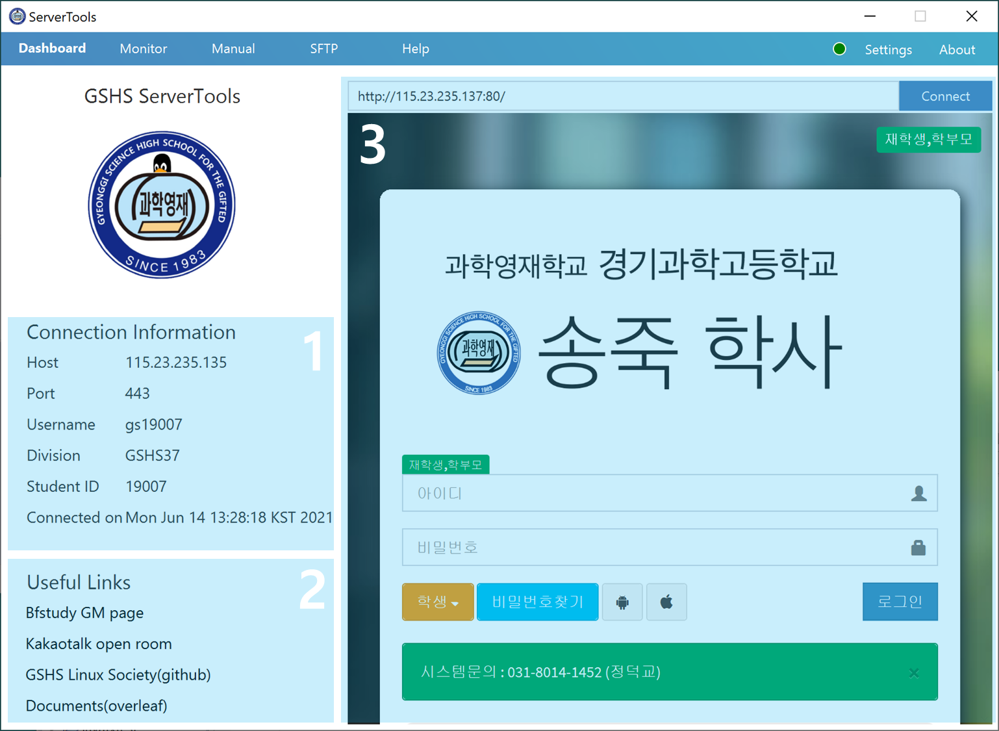 ServerTools
Dashboard Monitor Manual SFTP Help Settings About
GSHS ServerTools
GYEONGGI SCIENCE HIGH SCHOOL FOR THE GIFTED
과학영재
SINCE 1983
Connection Information
1
Host 115.23.235.135
Port 443
Username gs19007
Division GSHS37
Student ID 19007
Connected on Mon Jun 14 13:28:18 KST 2021
Useful Links
2
Bfstudy GM page
Kakaotalk open room
GSHS Linux Society(github)
Documents(overleaf)
http://115.23.235.137:80/ Connect
3
재학생,학부모
과학영재학교 경기과학고등학교
GYEONGGI SCIENCE HIGH SCHOOL FOR THE GIFTED
과학영재
SINCE 1983
송죽 학사
재학생,학부모
아이디
비밀번호
학생 비밀번호찾기 로그인
시스템문의 : 031-8014-1452 (정덕교) ×